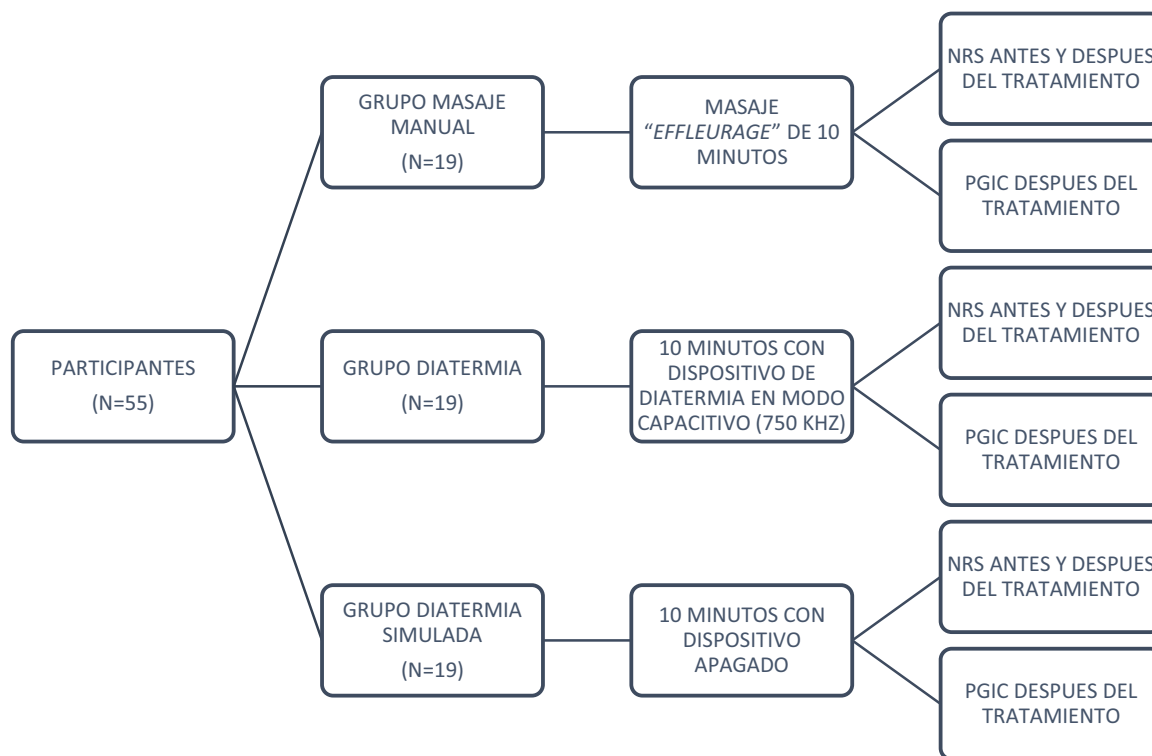 PARTICIPANTES
(N=55)
GRUPO MASAJE
MANUAL
(N=19)
MASAJE
“EFFLEURAGE” DE 10
MINUTOS
NRS ANTES Y DESPUES
DEL TRATAMIENTO
PGIC DESPUES DEL
TRATAMIENTO
GRUPO DIATERMIA
(N=19)
10 MINUTOS CON
DISPOSITIVO DE
DIATERMIA EN MODO
CAPACITIVO (750 KHZ)
NRS ANTES Y DESPUES
DEL TRATAMIENTO
PGIC DESPUES DEL
TRATAMIENTO
GRUPO DIATERMIA
SIMULADA
(N=19)
10 MINUTOS CON
DISPOSITIVO
APAGADO
NRS ANTES Y DESPUES
DEL TRATAMIENTO
PGIC DESPUES DEL
TRATAMIENTO